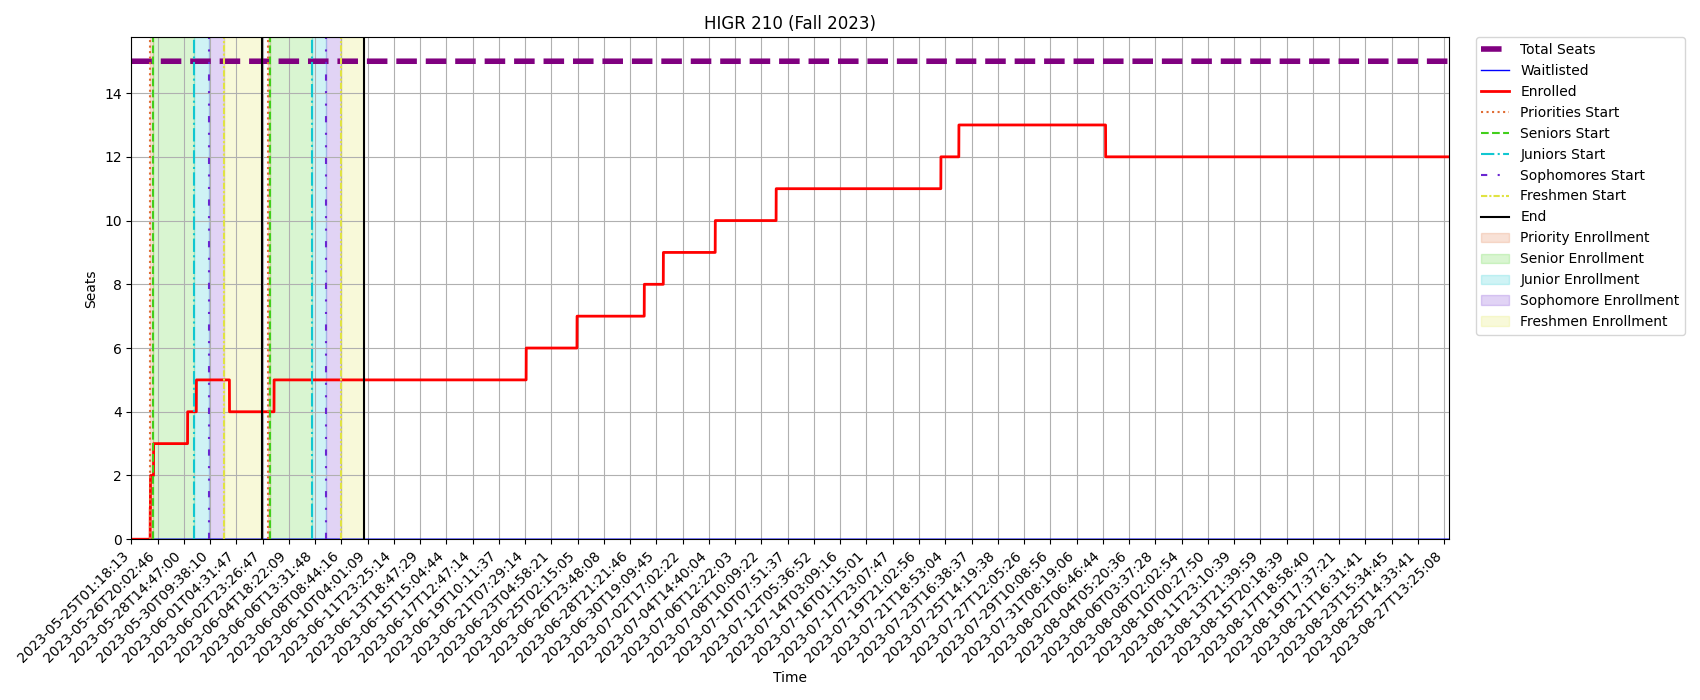 HIGR 210 (Fall 2023)
Total Seats
Waitlisted
Enrolled
Priorities Start
Seniors Start
Juniors Start
Sophomores Start
Freshmen Start
End
Priority Enrollment
Senior Enrollment
Junior Enrollment
Sophomore Enrollment
Freshmen Enrollment
Seats
14
12
10
8
6
4
2
0
2023-05-25T01:18:13
2023-05-26T20:02:46
2023-05-28T14:47:00
2023-05-30T09:38:10
2023-06-01T04:31:47
2023-06-02T23:26:47
2023-06-04T18:22:09
2023-06-06T13:31:48
2023-06-08T08:44:16
2023-06-10T04:01:09
2023-06-11T23:25:14
2023-06-13T18:47:29
2023-06-15T15:04:44
2023-06-17T12:47:14
2023-06-19T10:11:37
2023-06-21T07:29:14
2023-06-23T04:58:21
2023-06-25T02:15:05
2023-06-26T23:48:08
2023-06-28T21:21:46
2023-06-30T19:09:45
2023-07-02T17:02:22
2023-07-04T14:40:04
2023-07-06T12:22:03
2023-07-08T10:09:22
2023-07-10T07:51:37
2023-07-12T05:36:52
2023-07-14T03:09:16
2023-07-16T01:15:01
2023-07-17T23:07:47
2023-07-19T21:02:56
2023-07-21T18:53:04
2023-07-23T16:38:37
2023-07-25T14:19:38
2023-07-27T12:05:26
2023-07-29T10:08:56
2023-07-31T08:19:06
2023-08-02T06:46:44
2023-08-04T05:20:36
2023-08-06T03:37:28
2023-08-08T02:02:54
2023-08-10T00:27:50
2023-08-11T23:10:39
2023-08-13T21:39:59
2023-08-15T20:18:39
2023-08-17T18:58:40
2023-08-19T17:37:21
2023-08-21T16:31:41
2023-08-23T15:34:45
2023-08-25T14:33:41
2023-08-27T13:25:08
Time